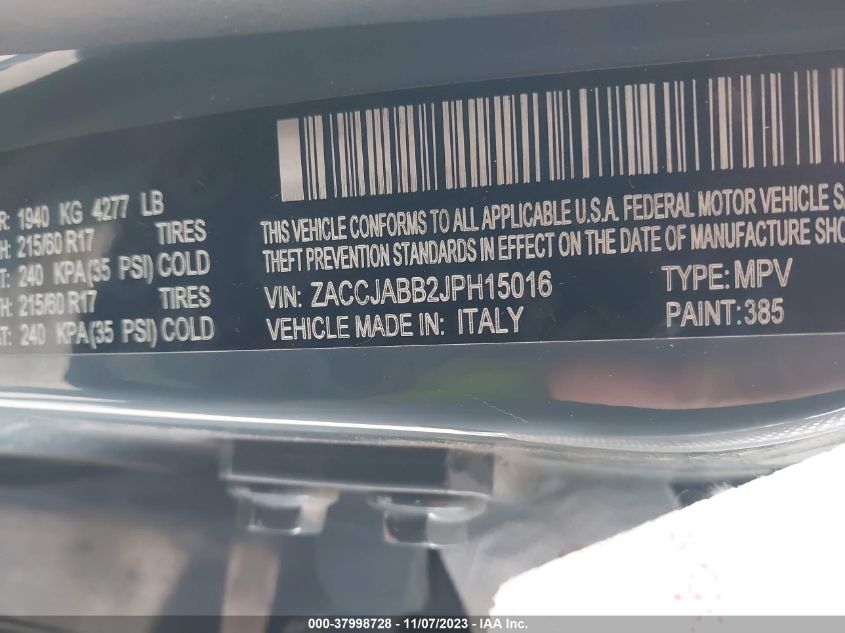 R: 1940 KG 4277 LB
H: 215/60 R17 TIRES
T: 240 KPA(35 PSI) COLD
TH: 215/60 R17 TIRES
AT: 240 KPA(35 PSI) COLD
THIS VEHICLE CONFORMS TO ALL APPLICABLE U.S.A. FEDERAL MOTOR VEHICLE S
THEFT PREVENTION STANDARDS IN EFFECT ON THE DATE OF MANUFACTURE SHO
VIN: ZACCJABB2JPH15016 TYPE: MPV
VEHICLE MADE IN: ITALY PAINT:385
000-37998728 - 11/07/2023 - IAA Inc.